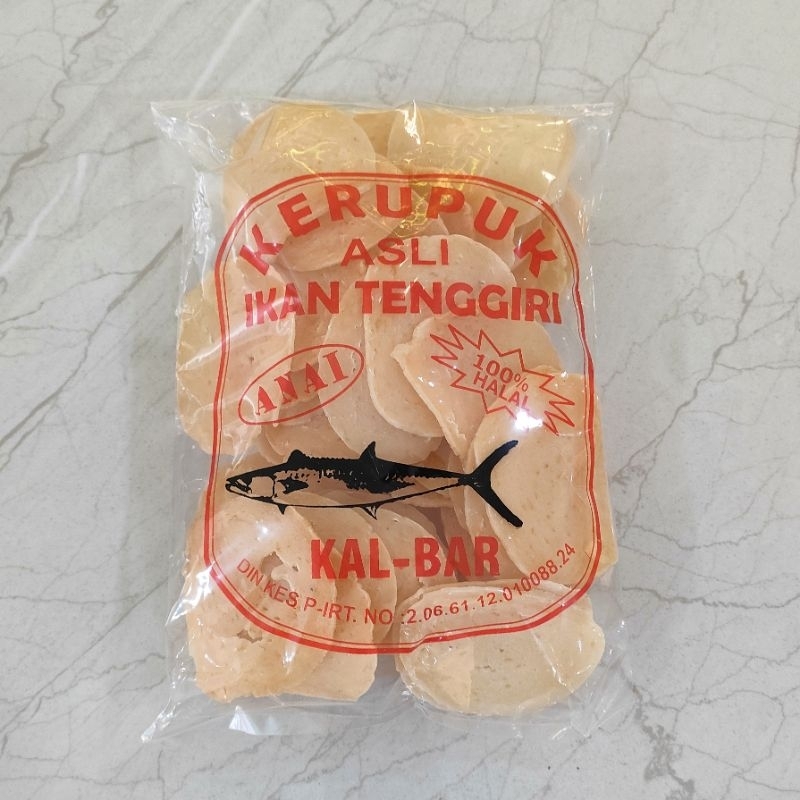 KERUPUK
ASLI
IKAN TENGGIRI
ANAI
100%
HALAL
KAL-BAR
DIN KES P-IRT. NO :2.06.61.12.010088.24